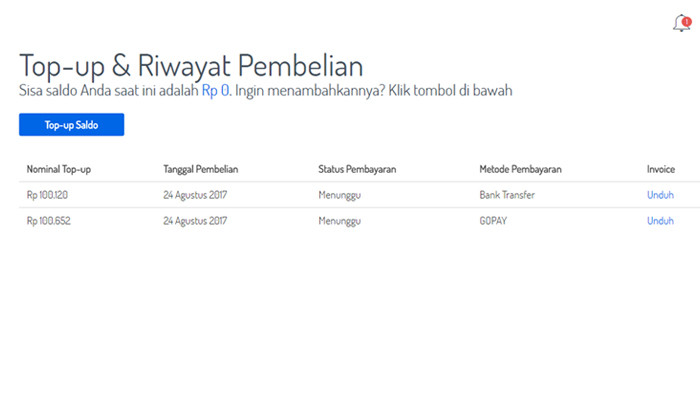 1
Top-up & Riwayat Pembelian
Sisa saldo Anda saat ini adalah Rp 0. Ingin menambahkannya? Klik tombol di bawah
Top-up Saldo
Nominal Top-up Tanggal Pembelian Status Pembayaran Metode Pembayaran Invoice
Rp 100.120 24 Agustus 2017 Menunggu Bank Transfer Unduh
Rp 100.652 24 Agustus 2017 Menunggu GOPAY Unduh